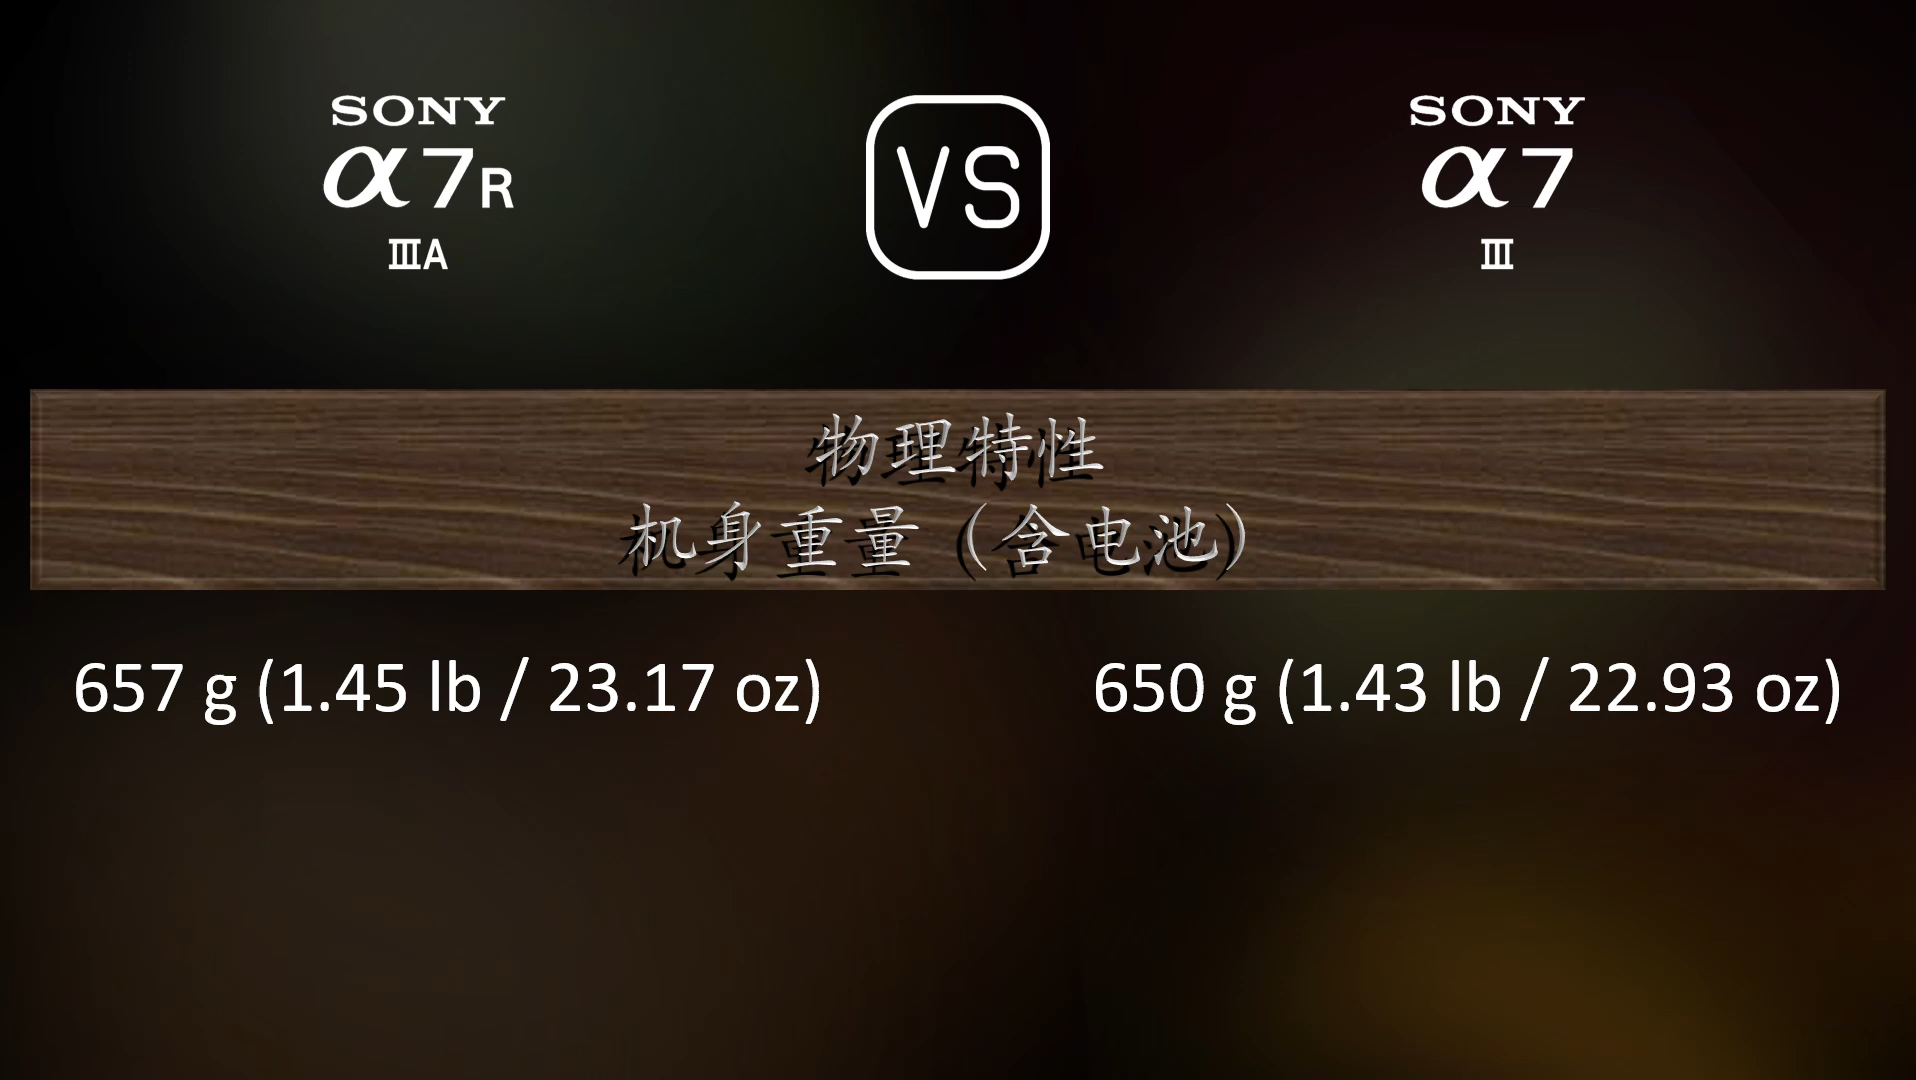 SONY
α7R
ⅢA
VS
SONY
α7
Ⅲ
物理特性
机身重量（含电池）
657 g (1.45 lb / 23.17 oz)
650 g (1.43 lb / 22.93 oz)